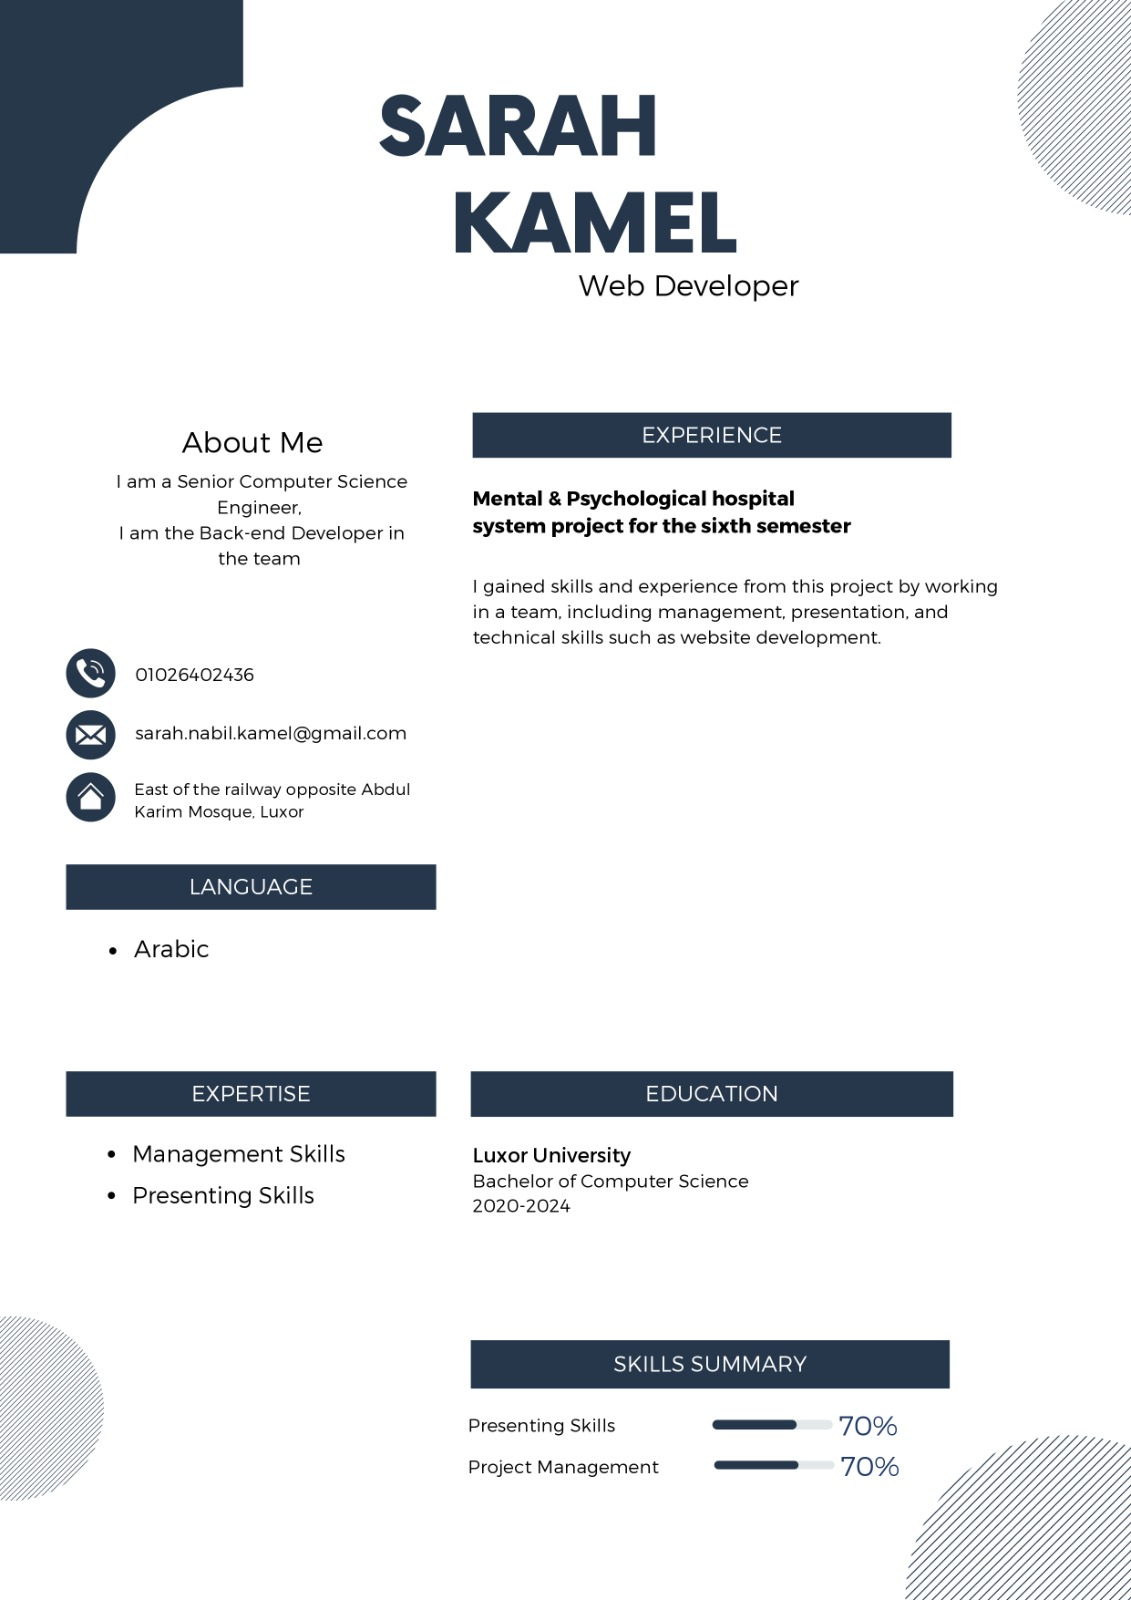 SARAH
KAMEL
Web Developer
About Me
I am a Senior Computer Science
Engineer,
I am the Back-end Developer in
the team
01026402436
sarah.nabil.kamel@gmail.com
East of the railway opposite Abdul
Karim Mosque, Luxor
LANGUAGE
• Arabic
EXPERTISE
• Management Skills
• Presenting Skills
EXPERIENCE
Mental & Psychological hospital
system project for the sixth semester
I gained skills and experience from this project by working
in a team, including management, presentation, and
technical skills such as website development.
EDUCATION
Luxor University
Bachelor of Computer Science
2020-2024
SKILLS SUMMARY
Presenting Skills 70%
Project Management 70%